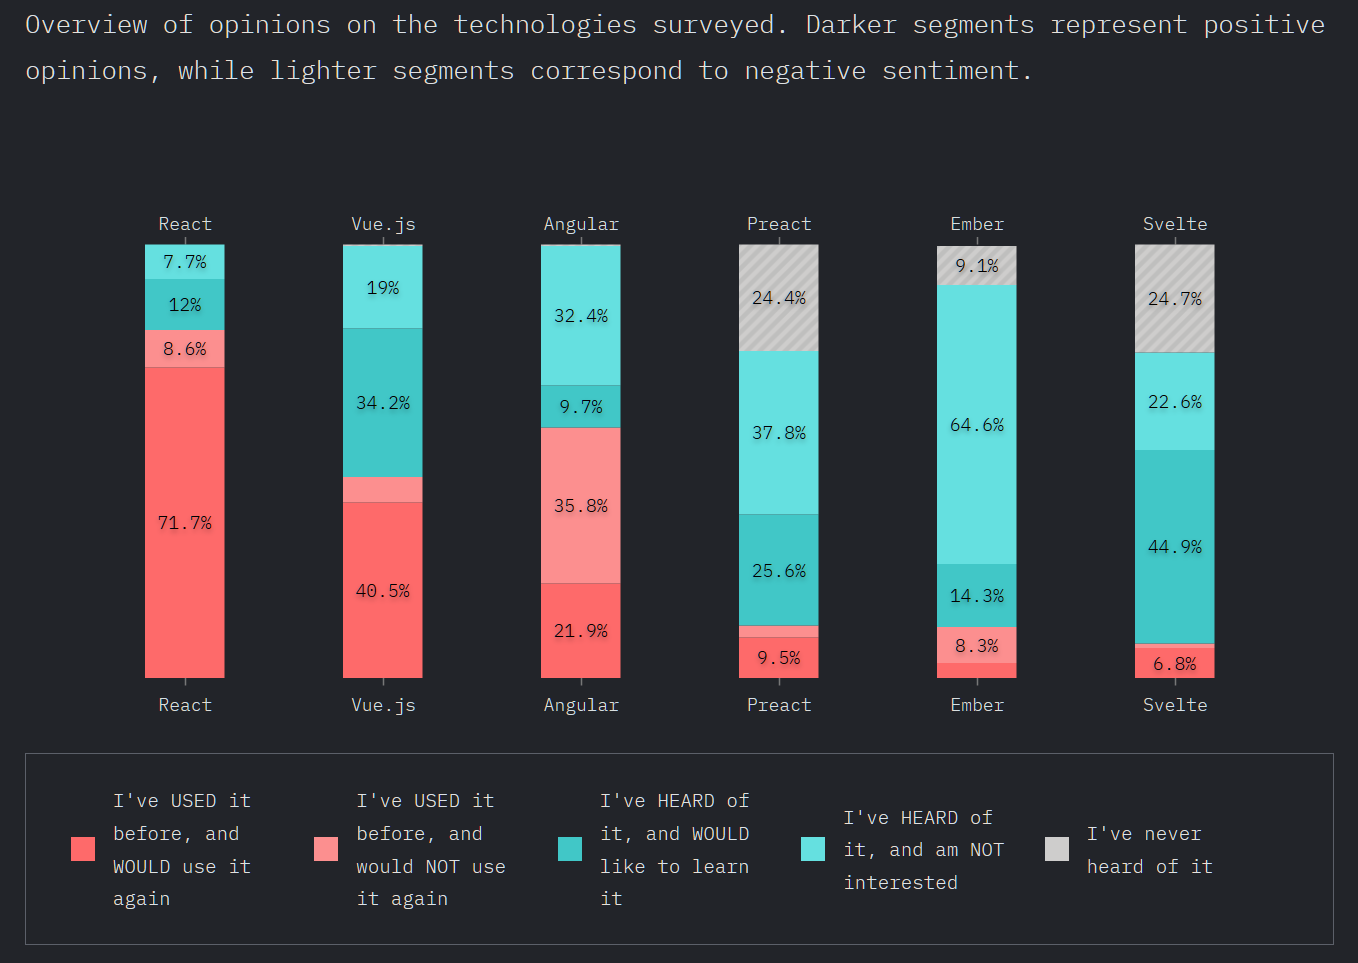 Overview of opinions on the technologies surveyed. Darker segments represent positive
opinions, while lighter segments correspond to negative sentiment.
React Vue.js Angular Preact Ember Svelte
7.7%
12%
8.6%
71.7%
19%
34.2%
40.5%
32.4%
9.7%
35.8%
21.9%
24.4%
37.8%
25.6%
9.5%
9.1%
64.6%
14.3%
8.3%
24.7%
22.6%
44.9%
6.8%
React Vue.js Angular Preact Ember Svelte
I've USED it
before, and
WOULD use it
again
I've USED it
before, and
would NOT use
it again
I've HEARD of
it, and WOULD
like to learn
it
I've HEARD of
it, and am NOT
interested
I've never
heard of it